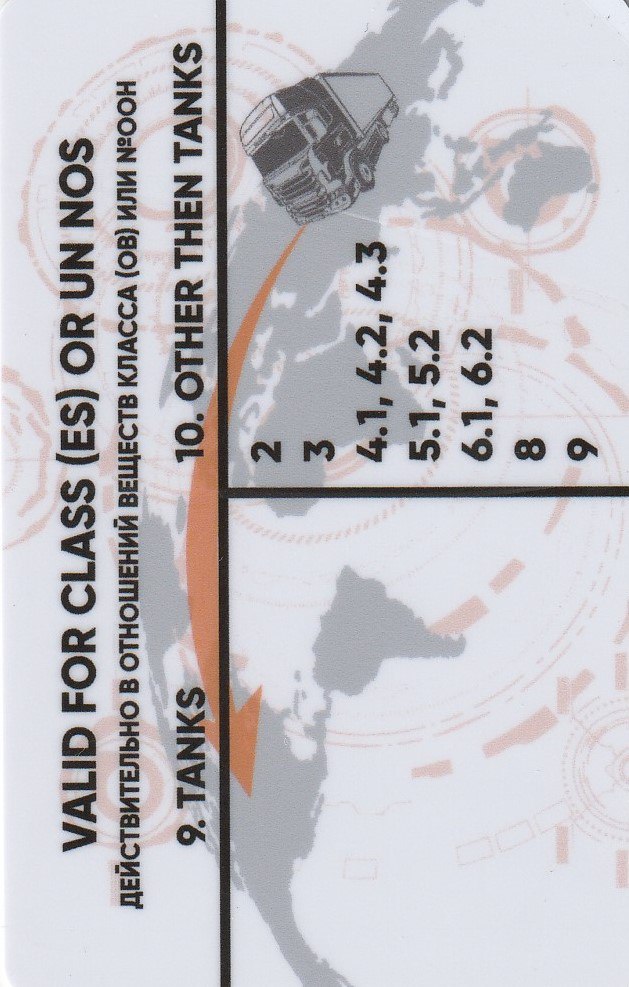 VALID FOR CLASS (ES) OR UN NOS
ДЕЙСТВИТЕЛЬНО В ОТНОШЕНИЙ ВЕЩЕСТВ КЛАССА (ОВ) ИЛИ №ООН
9. TANKS
10. OTHER THEN TANKS
2
3
4.1, 4.2, 4.3
5.1, 5.2
6.1, 6.2
8
9